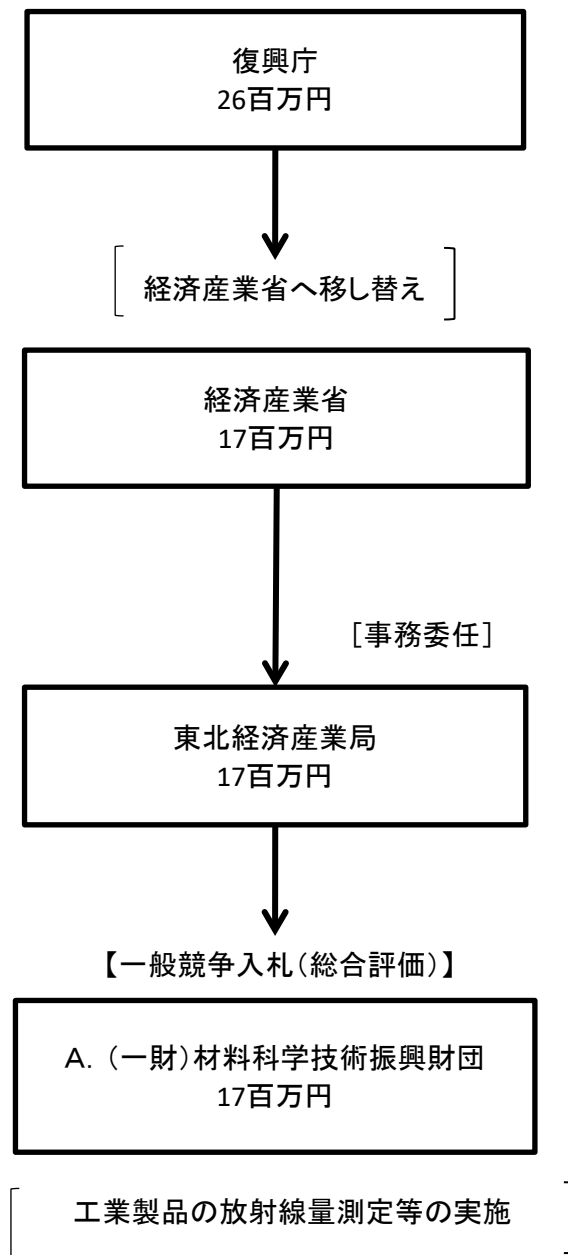 復興庁
26百万円
経済産業省へ移し替え
経済産業省
17百万円
［事務委任］
東北経済産業局
17百万円
【一般競争入札（総合評価）】
A．（一財）材料科学技術振興財団
17百万円
工業製品の放射線量測定等の実施